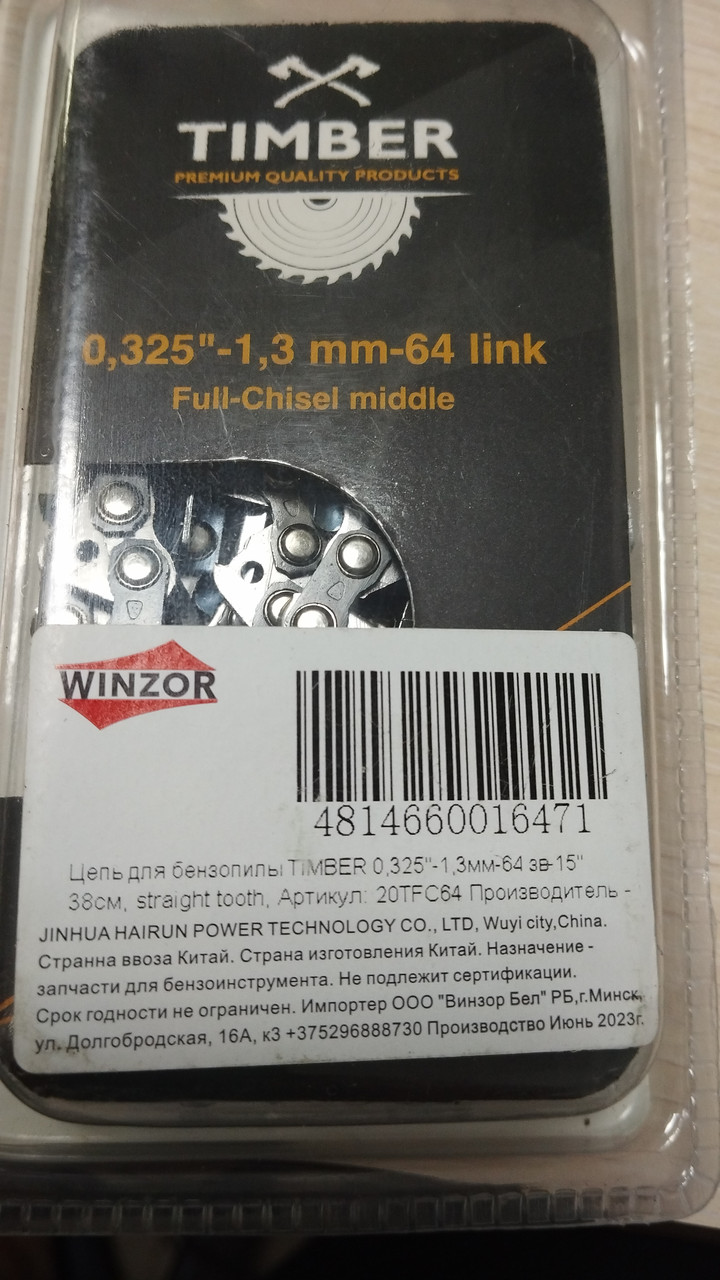 TIMBER
PREMIUM QUALITY PRODUCTS
0,325"-1,3 mm-64 link
Full-Chisel middle
WINZOR
4814660016471
Цепь для бензопилы TIMBER 0,325"-1,3мм-64 зв-15"
38см, straight tooth, Артикул: 20TFC64 Производитель -
JINHUA HAIRUN POWER TECHNOLOGY CO., LTD, Wuyi city,China.
Странна ввоза Китай. Страна изготовления Китай. Назначение -
запчасти для бензоинструмента. Не подлежит сертификации.
Срок годности не ограничен. Импортер ООО "Винзор Бел" РБ,г.Минск,
ул. Долгобродская, 16А, к3 +375296888730 Производство Июнь 2023г.